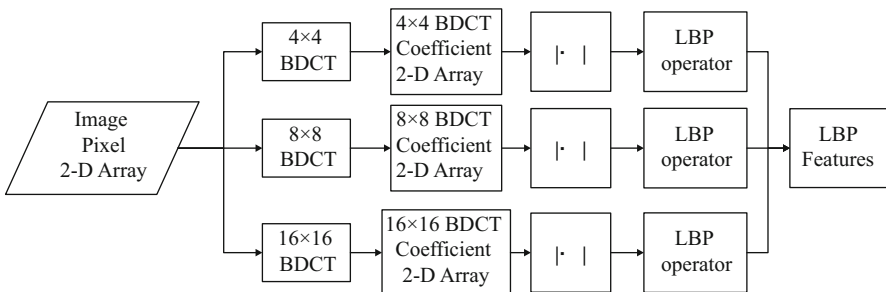 Image
Pixel
2-D Array
4×4
BDCT
4×4 BDCT
Coefficient
2-D Array
|· |
LBP
operator
8×8
BDCT
8×8 BDCT
Coefficient
2-D Array
|· |
LBP
operator
16×16
BDCT
16×16 BDCT
Coefficient
2-D Array
|· |
LBP
operator
LBP
Features